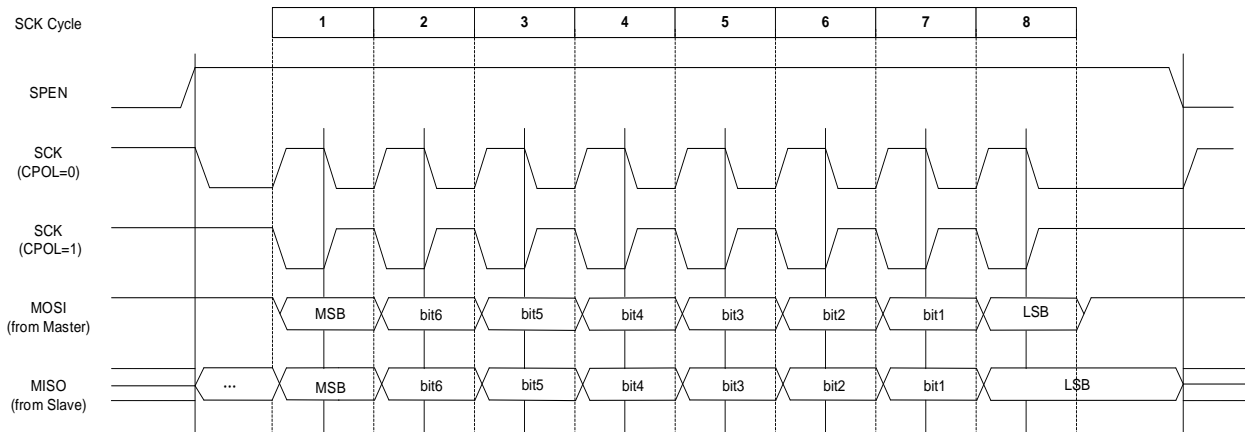 SCK Cycle 1 2 3 4 5 6 7 8
SPEN
SCK
(CPOL=0)
SCK
(CPOL=1)
MOSI
(from Master)
MSB bit6 bit5 bit4 bit3 bit2 bit1 LSB
MISO
(from Slave)
... MSB bit6 bit5 bit4 bit3 bit2 bit1 LSB